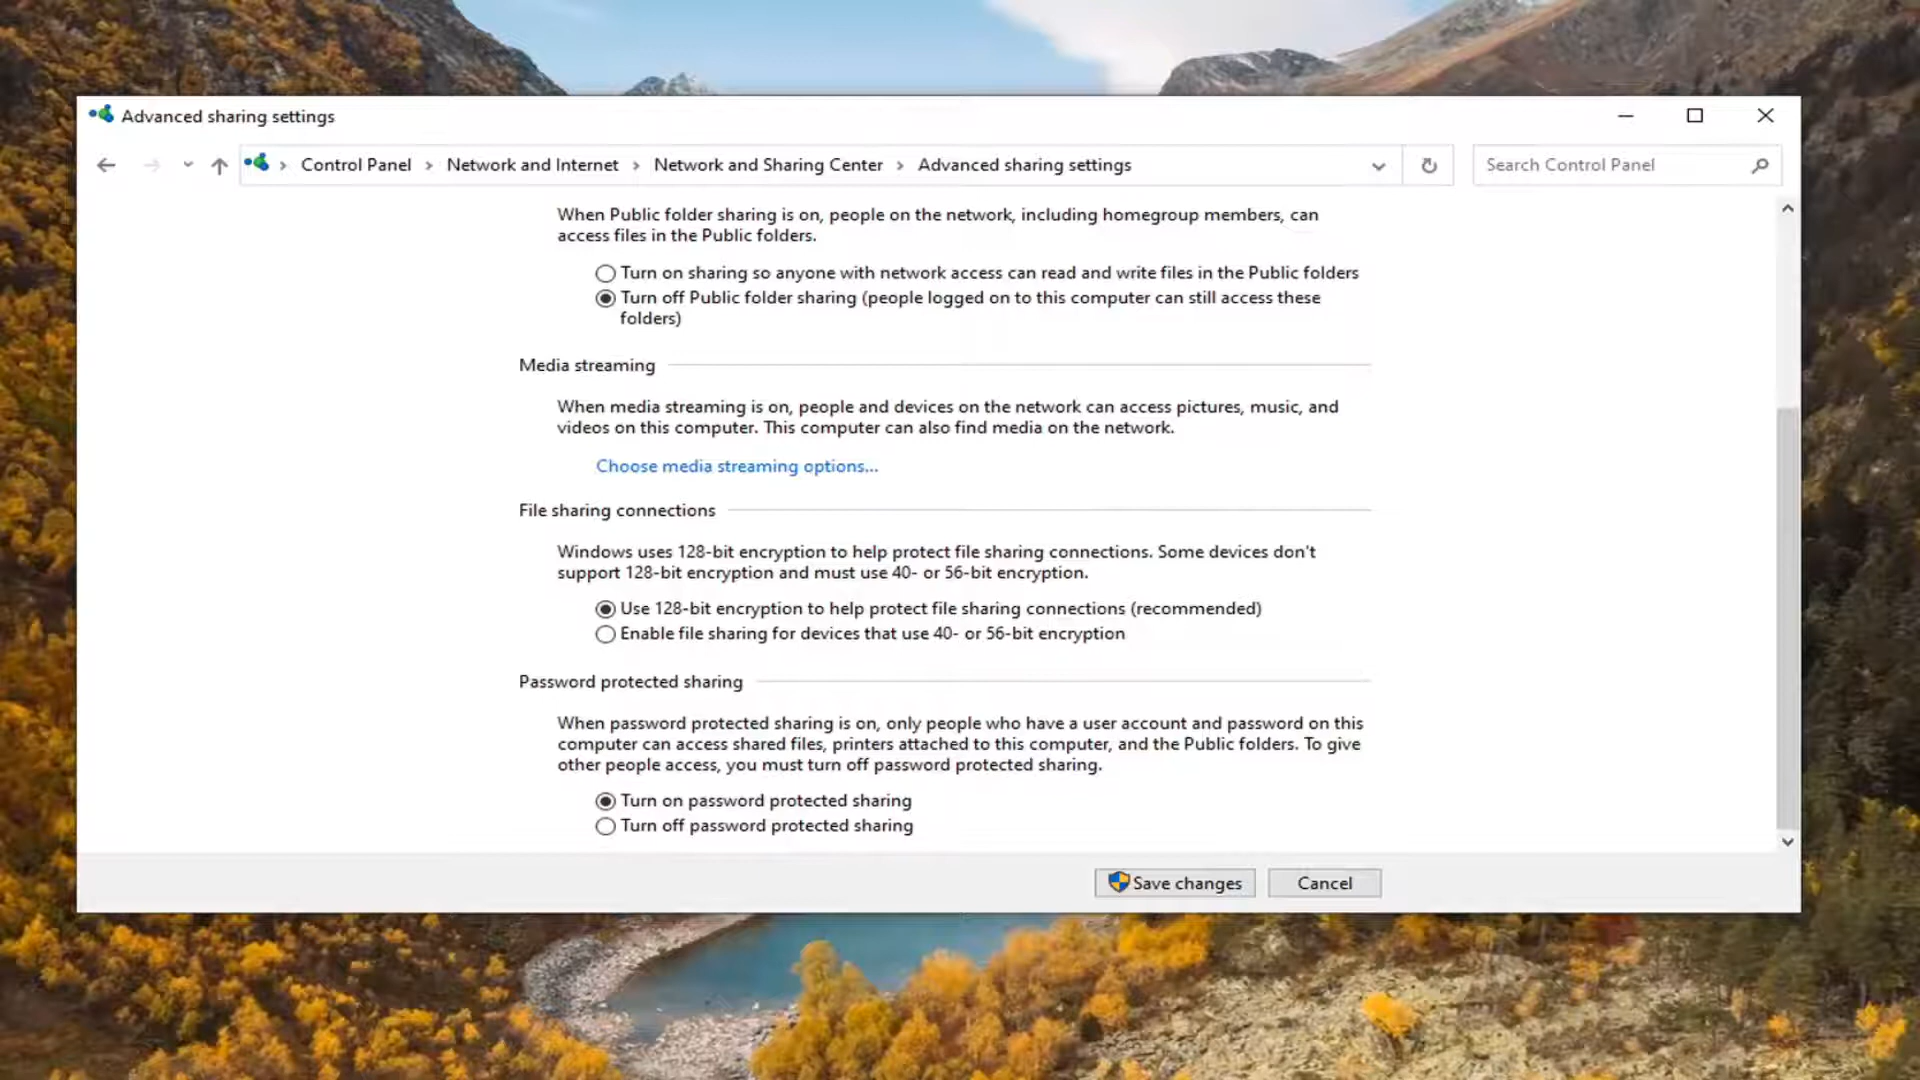 Advanced sharing settings
Control Panel > Network and Internet > Network and Sharing Center > Advanced sharing settings
Search Control Panel
When Public folder sharing is on, people on the network, including homegroup members, can
access files in the Public folders.
Turn on sharing so anyone with network access can read and write files in the Public folders
Turn off Public folder sharing (people logged on to this computer can still access these
folders)
Media streaming
When media streaming is on, people and devices on the network can access pictures, music, and
videos on this computer. This computer can also find media on the network.
Choose media streaming options...
File sharing connections
Windows uses 128-bit encryption to help protect file sharing connections. Some devices don't
support 128-bit encryption and must use 40- or 56-bit encryption.
Use 128-bit encryption to help protect file sharing connections (recommended)
Enable file sharing for devices that use 40- or 56-bit encryption
Password protected sharing
When password protected sharing is on, only people who have a user account and password on this
computer can access shared files, printers attached to this computer, and the Public folders. To give
other people access, you must turn off password protected sharing.
Turn on password protected sharing
Turn off password protected sharing
Save changes
Cancel